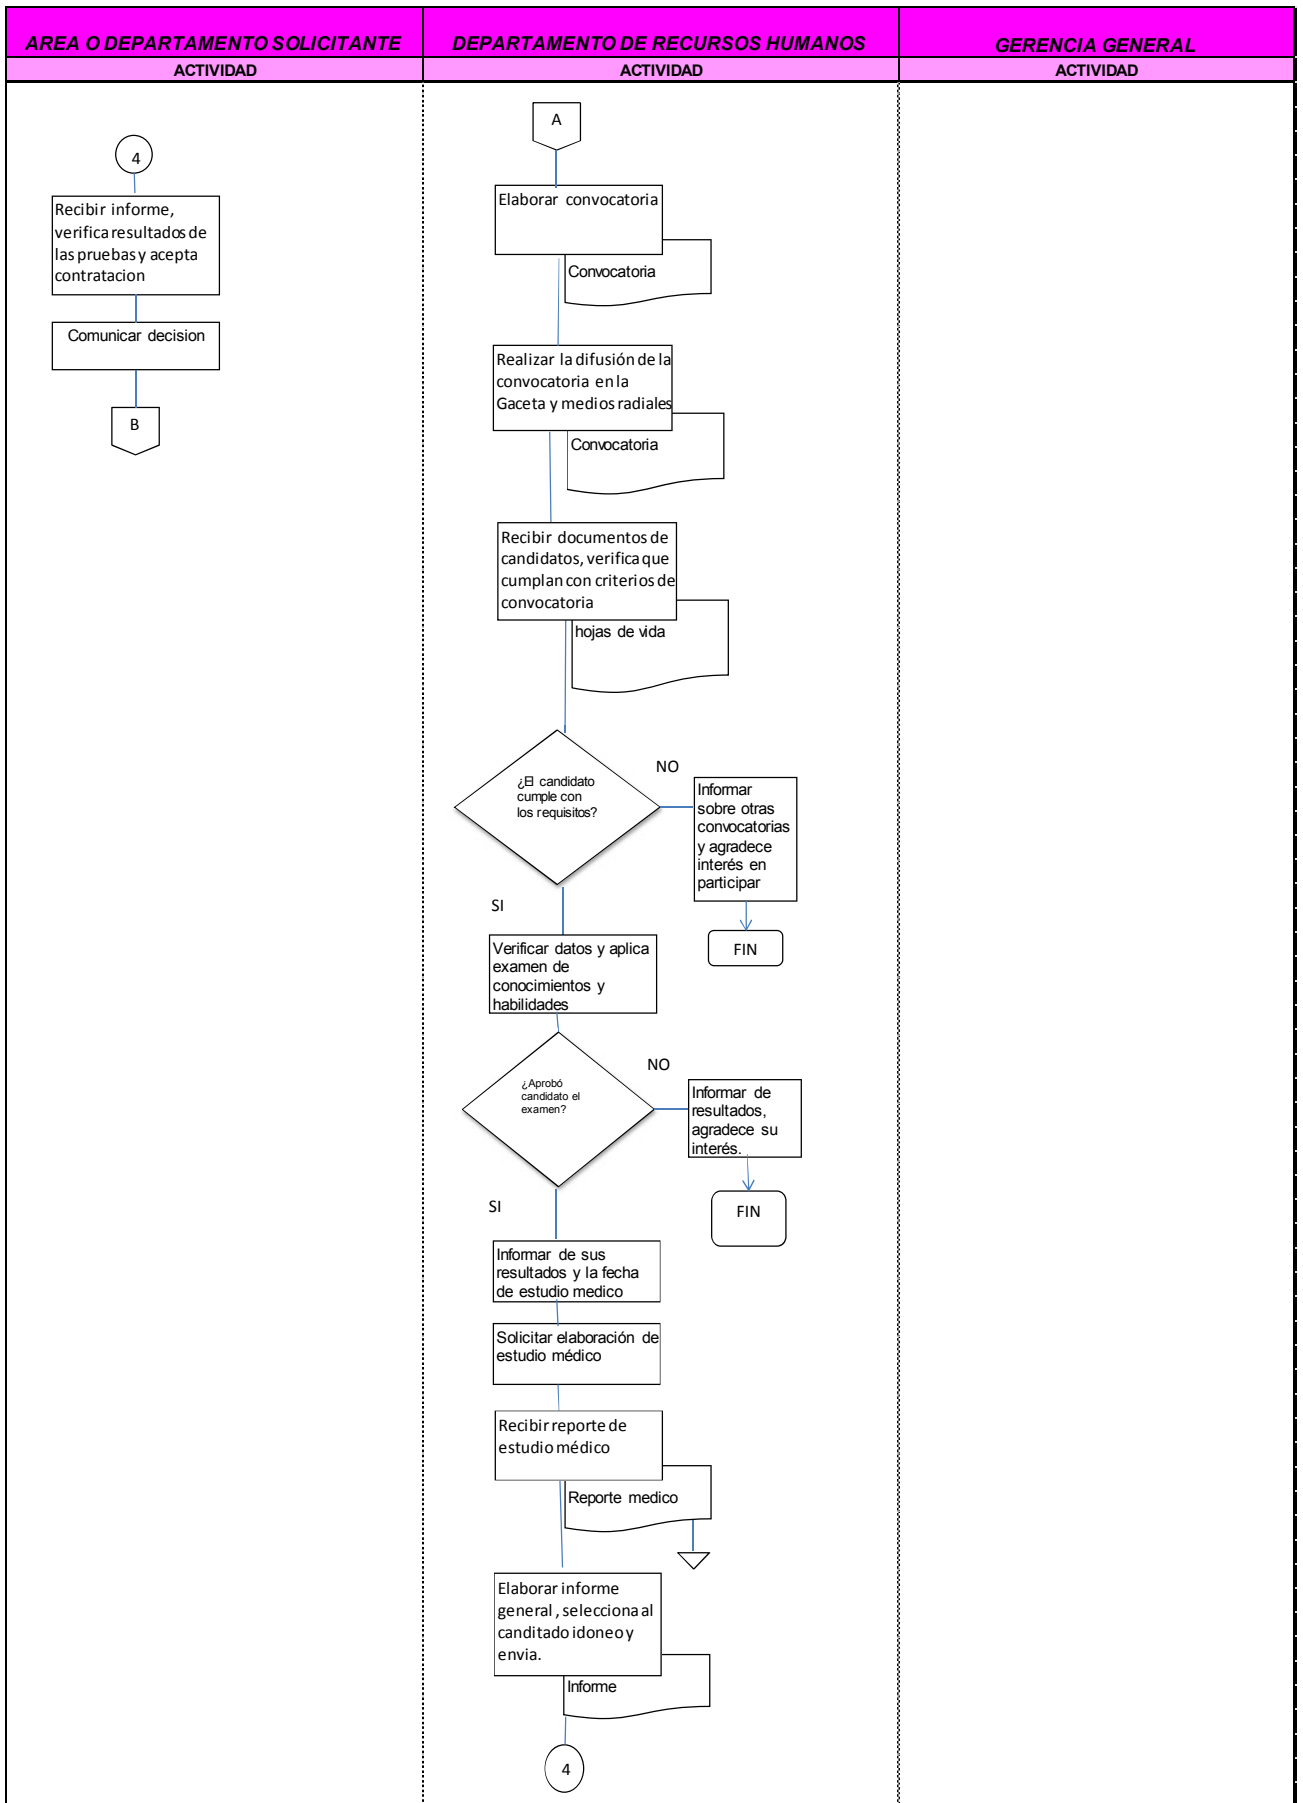 AREA O DEPARTAMENTO SOLICITANTE
DEPARTAMENTO DE RECURSOS HUMANOS
GERENCIA GENERAL
ACTIVIDAD
ACTIVIDAD
ACTIVIDAD
4
Recibir informe,
verifica resultados de
las pruebas y acepta
contratacion
Comunicar decision
B
A
Elaborar convocatoria
Convocatoria
Realizar la difusión de la
convocatoria en la
Gaceta y medios radiales
Convocatoria
Recibir documentos de
candidatos, verifica que
cumplan con criterios de
convocatoria
hojas de vida
¿El candidato
cumple con
los requisitos?
NO
Informar
sobre otras
convocatorias
y agradece
interés en
participar
FIN
SI
Verificar datos y aplica
examen de
conocimientos y
habilidades
¿Aprobó
candidato el
examen?
NO
Informar de
resultados,
agradece su
interés.
FIN
SI
Informar de sus
resultados y la fecha
de estudio medico
Solicitar elaboración de
estudio médico
Recibir reporte de
estudio médico
Reporte medico
Elaborar informe
general , selecciona al
canditado idoneo y
envia.
Informe
4